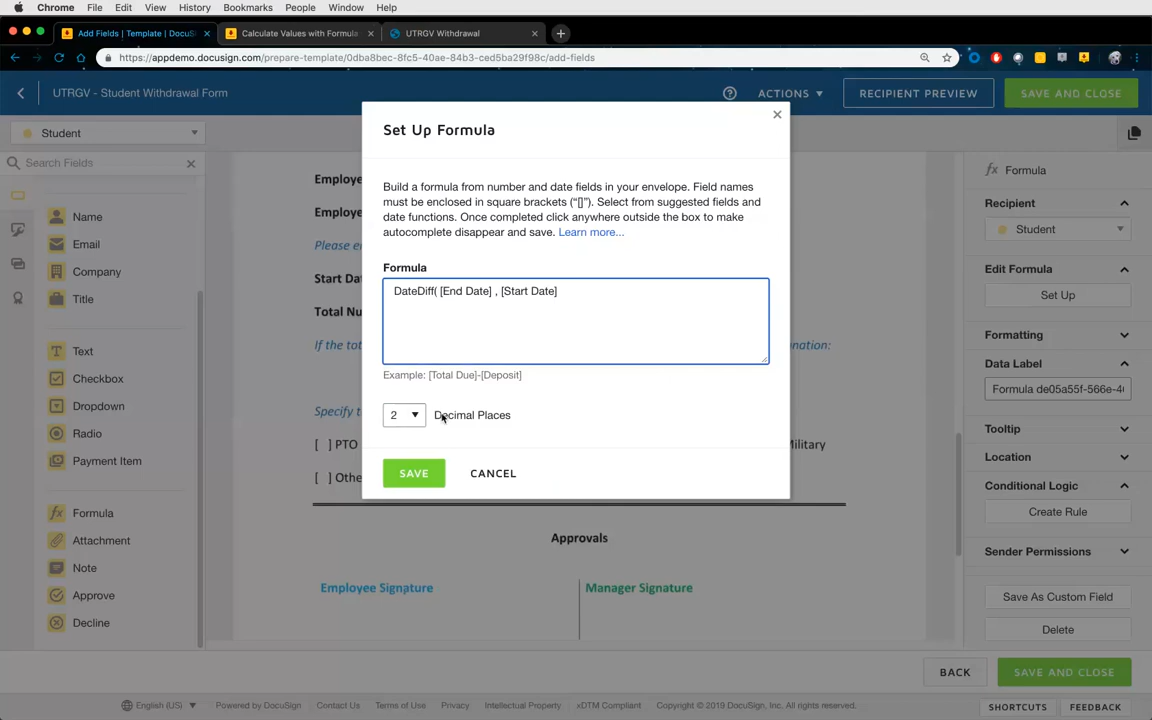 Chrome File Edit View History Bookmarks People Window Help
Add Fields | Template | DocuS
Calculate Values with Formula
UTRGV Withdrawal
https://appdemo.docusign.com/prepare-template/0dba8bec-8fc5-40ae-84b3-ced5ba29f98c/add-fields
UTRGV - Student Withdrawal Form
ACTIONS
RECIPIENT PREVIEW
SAVE AND CLOSE
Student
Search Fields
Name
Email
Company
Title
Text
Checkbox
Dropdown
Radio
Payment Item
Formula
Attachment
Note
Approve
Decline
Employe
Employe
Please e
Start Da
Total Nu
If the tot
nation:
Specify t
[ ] PTO
Military
[ ] Othe
Approvals
Employee Signature
Manager Signature
Set Up Formula
Build a formula from number and date fields in your envelope. Field names
must be enclosed in square brackets (“[]”). Select from suggested fields and
date functions. Once completed click anywhere outside the box to make
autocomplete disappear and save. Learn more...
Formula
DateDiff( [End Date] , [Start Date]
Example: [Total Due]-[Deposit]
2
Decimal Places
SAVE
CANCEL
fx Formula
Recipient
Student
Edit Formula
Set Up
Formatting
Data Label
Formula de05a55f-566e-4
Tooltip
Location
Conditional Logic
Create Rule
Sender Permissions
Save As Custom Field
Delete
BACK
SAVE AND CLOSE
English (US)
Powered by DocuSign
Contact Us
Terms of Use
Privacy
Intellectual Property
xDTM Compliant
Copyright © 2019 DocuSign Inc. All rights reserved.
SHORTCUTS
FEEDBACK